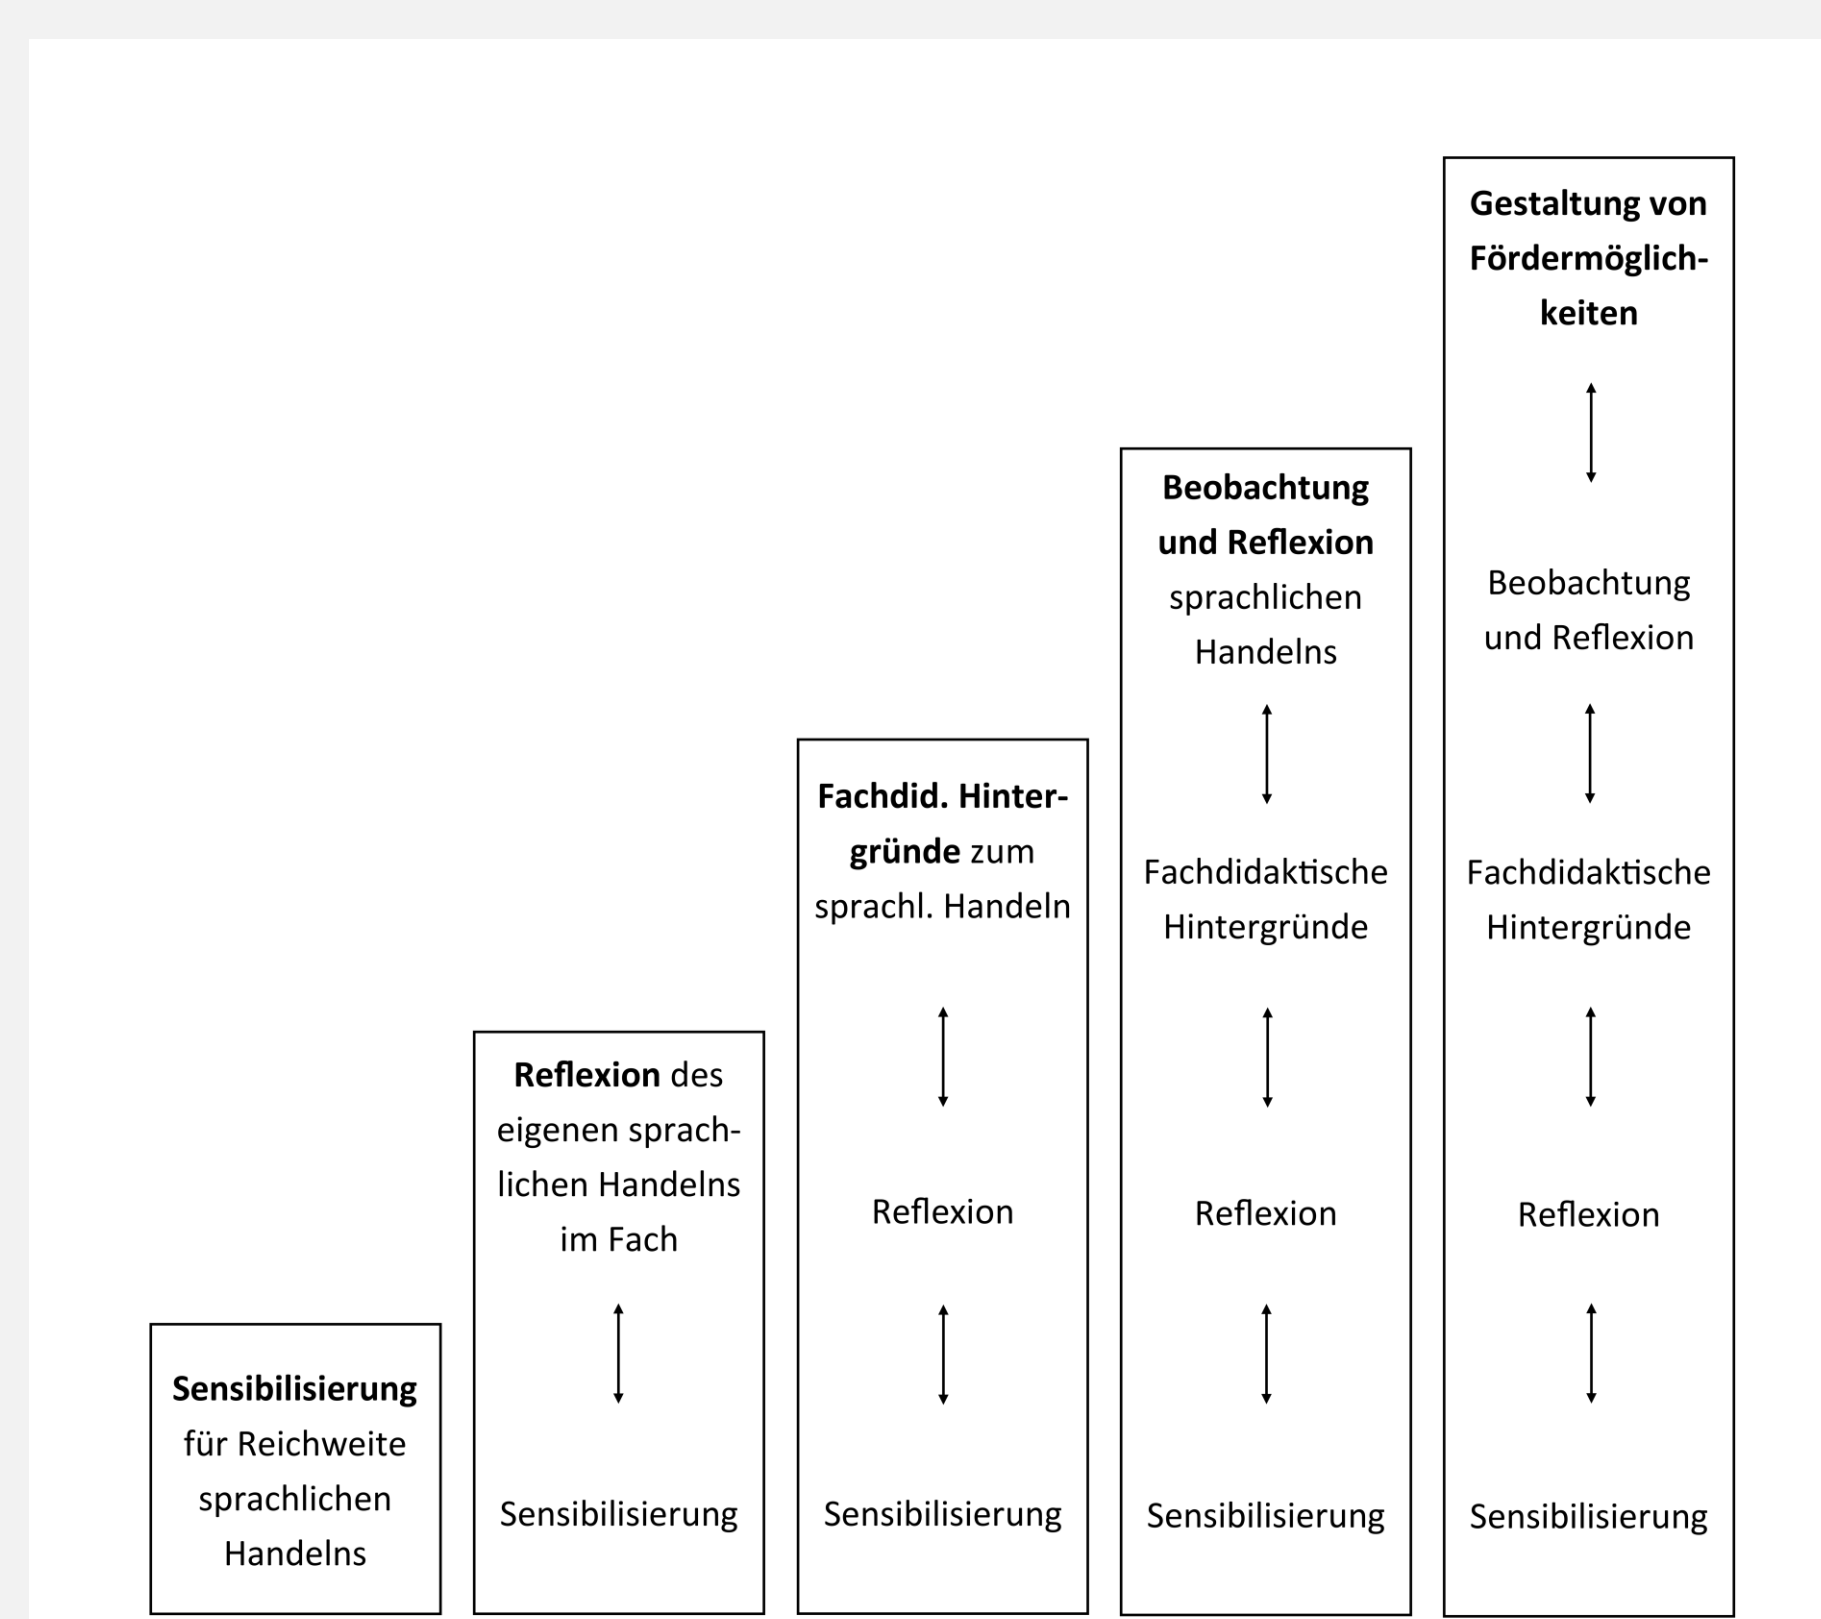 Sensibilisierung
für Reichweite
sprachlichen
Handelns
Reflexion des
eigenen sprach-
lichen Handelns
im Fach
Sensibilisierung
Fachdid. Hinter-
gründe zum
sprachl. Handeln
Reflexion
Sensibilisierung
Beobachtung
und Reflexion
sprachlichen
Handelns
Fachdidaktische
Hintergründe
Reflexion
Sensibilisierung
Gestaltung von
Fördermöglich-
keiten
Beobachtung
und Reflexion
Fachdidaktische
Hintergründe
Reflexion
Sensibilisierung